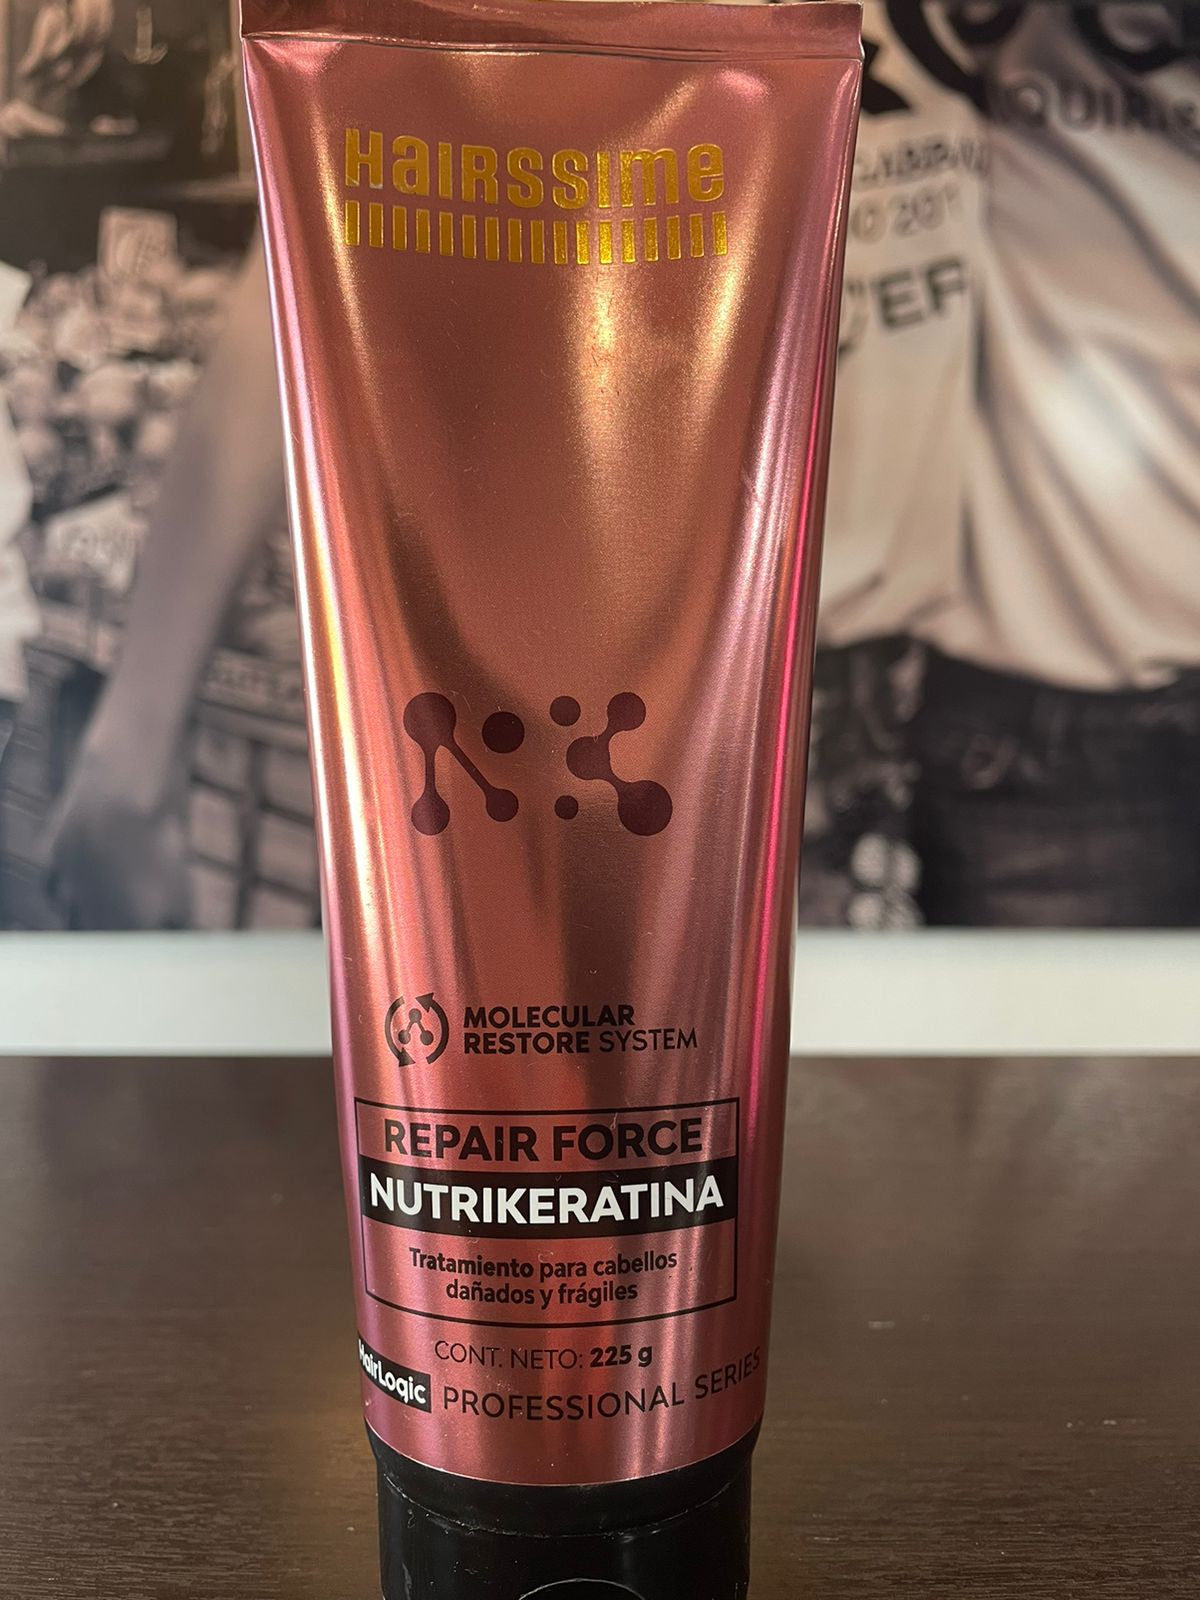 HAIRSSIME
MOLECULAR
RESTORE SYSTEM
REPAIR FORCE
NUTRIKERATINA
Tratamiento para cabellos
dañados y frágiles
CONT. NETO: 225 g
HairLogic PROFESSIONAL SERIES